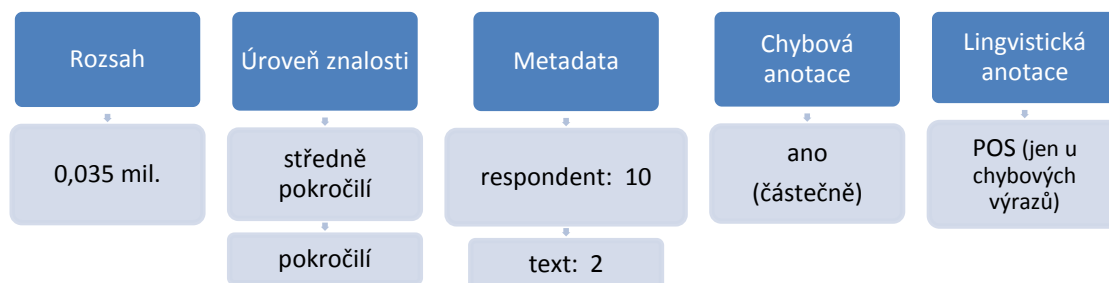 Rozsah
0,035 mil.
Úroveň znalosti
středně
pokročilí
pokročilí
Metadata
respondent: 10
text: 2
Chybová
anotace
ano
(částečně)
Lingvistická
anotace
POS (jen u
chybových
výrazů)